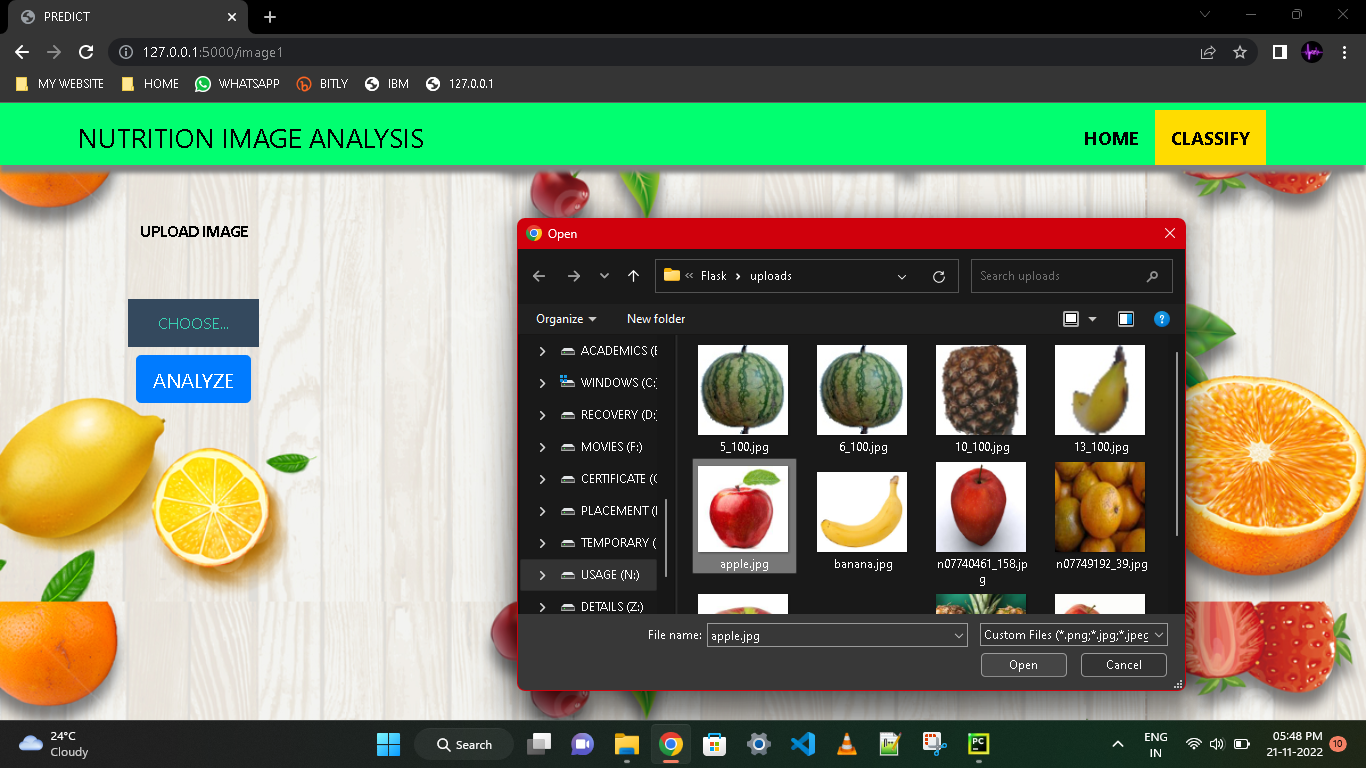 PREDICT
127.0.0.1:5000/image1
MY WEBSITE HOME WHATSAPP BITLY IBM 127.0.0.1
NUTRITION IMAGE ANALYSIS HOME CLASSIFY
UPLOAD IMAGE
CHOOSE...
ANALYZE
Open
Flask uploads Search uploads
Organize New folder
ACADEMICS (E
WINDOWS (C:)
RECOVERY (D:)
MOVIES (F:)
CERTIFICATE (
PLACEMENT (
TEMPORARY (
USAGE (N:)
DETAILS (Z:)
5_100.jpg 6_100.jpg 10_100.jpg 13_100.jpg
apple.jpg banana.jpg n07740461_158.jpg n07749192_39.jpg
File name: apple.jpg Custom Files (*.png;*.jpg;*.jpeg
Open Cancel
24°C
Cloudy
Search
ENG
IN
05:48 PM
21-11-2022
10